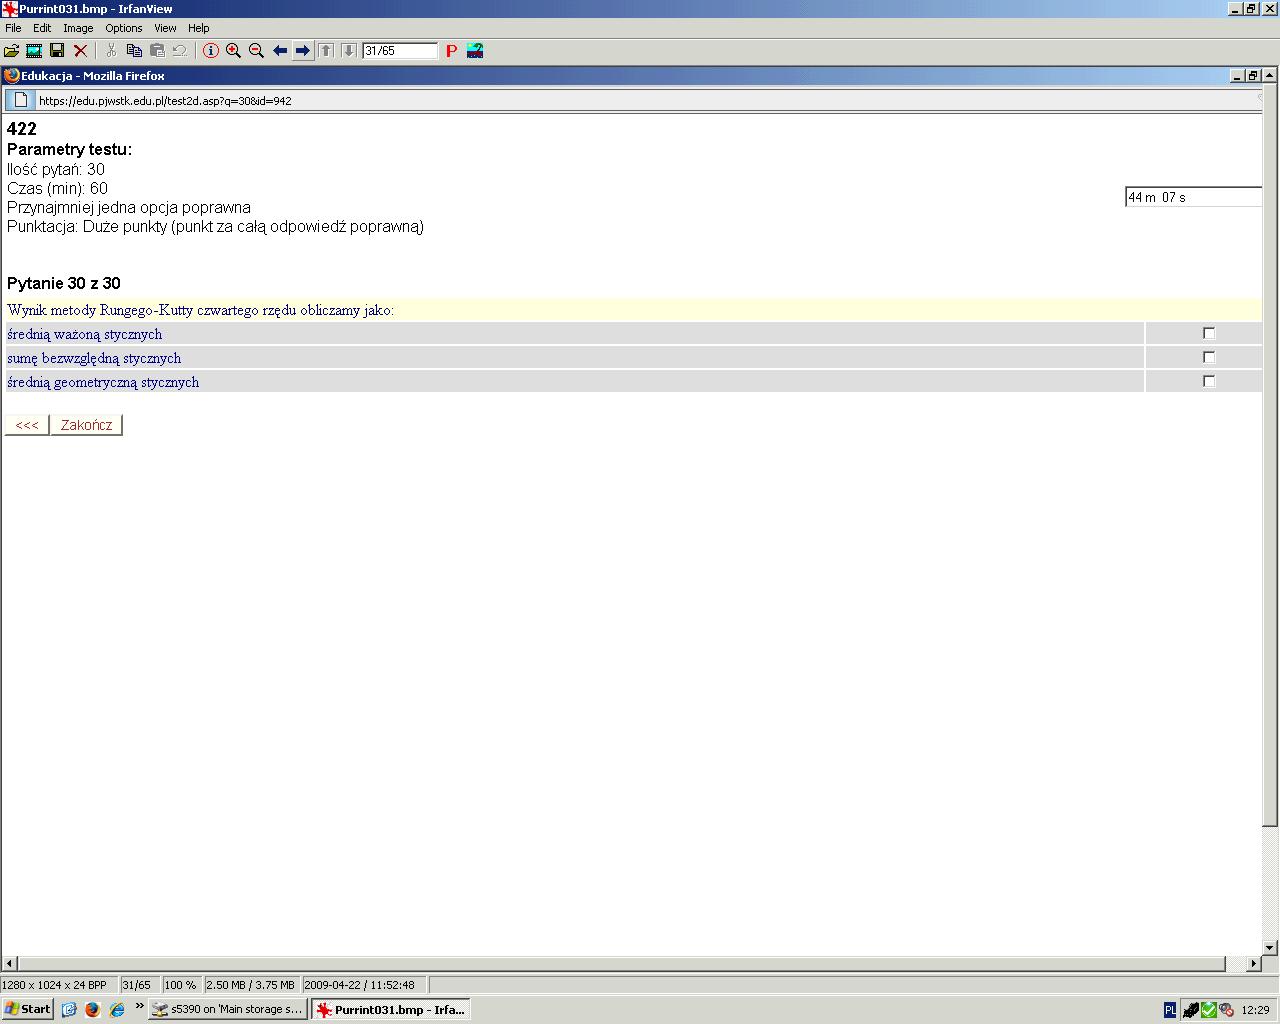 Purrint031.bmp - IrfanView
File Edit Image Options View Help
31/65 P
Edukacja - Mozilla Firefox
https://edu.pjwstk.edu.pl/test2d.asp?q=30&id=942
422
Parametry testu:
Ilość pytań: 30
Czas (min): 60
44 m 07 s
Przynajmniej jedna opcja poprawna
Punktacja: Duże punkty (punkt za całą odpowiedź poprawną)
Pytanie 30 z 30
Wynik metody Rungego-Kutty czwartego rzędu obliczamy jako:
średnią ważoną stycznych
sumę bezwzględną stycznych
średnią geometryczną stycznych
<<< Zakończ
1280 x 1024 x 24 BPP 31/65 100 % 2.50 MB / 3.75 MB 2009-04-22 / 11:52:48
Start » s5390 on 'Main storage s... Purrint031.bmp - Irfa... PL 12:29